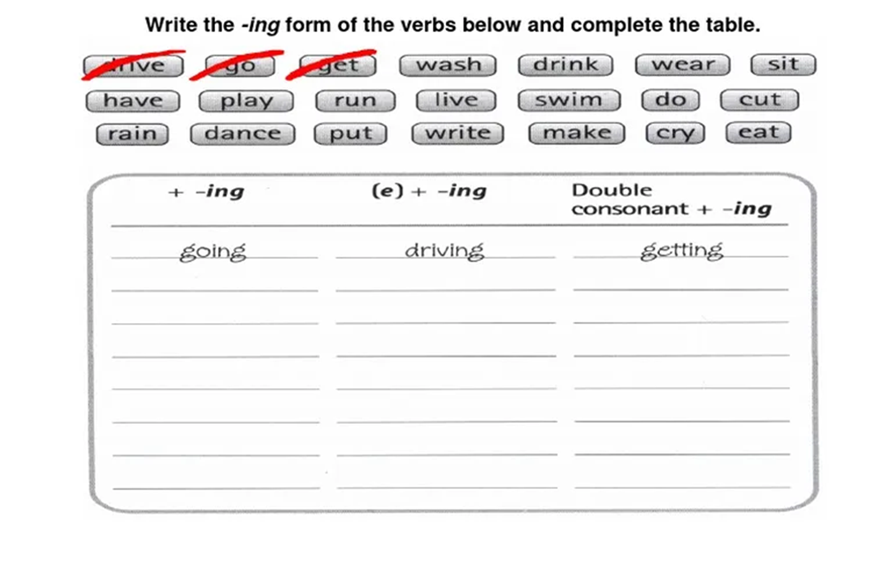 Write the -ing form of the verbs below and complete the table.
drive go get wash drink wear sit
have play run live swim do cut
rain dance put write make cry eat
+ -ing (e) + -ing Double
consonant + -ing
going driving getting